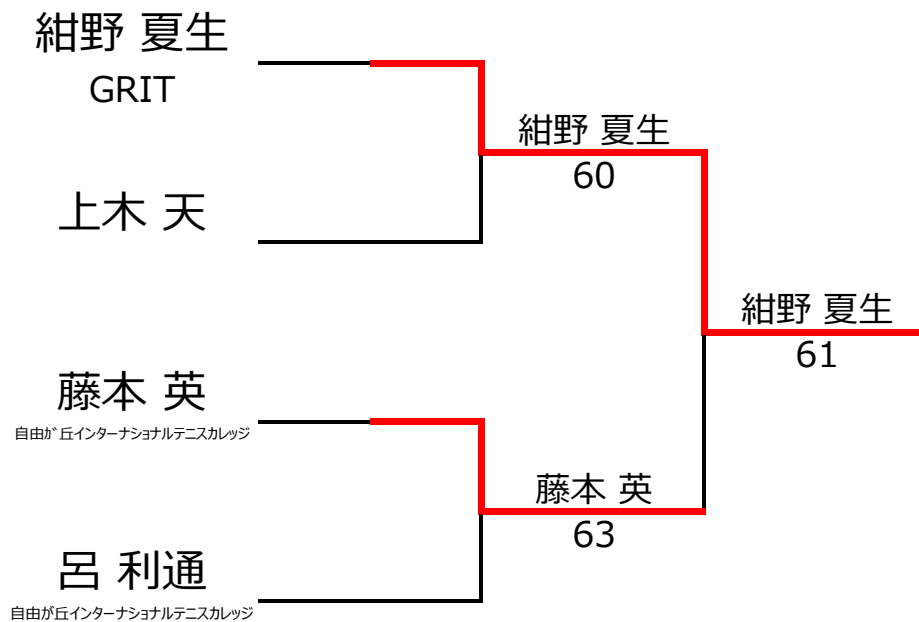 紺野 夏生
GRIT
紺野 夏生
60
上木 天
紺野 夏生
61
藤本 英
自由が丘インターナショナルテニスカレッジ
藤本 英
63
呂 利通
自由が丘インターナショナルテニスカレッジ